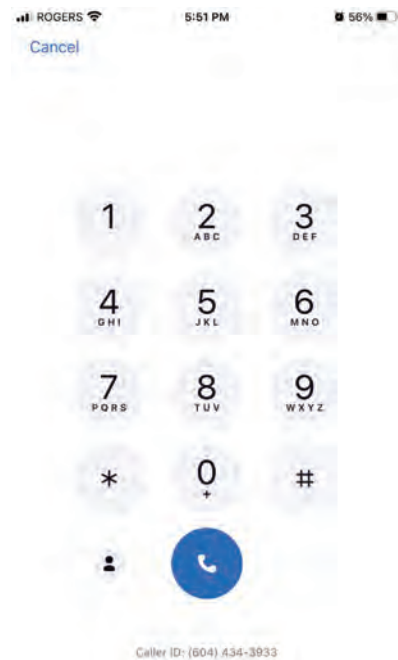 ROGERS 5:51 PM 56%
Cancel
1 2 3
ABC DEF
4 5 6
GHI JKL MNO
7 8 9
PQRS TUV WXYZ
* 0 #
+
Caller ID: (604) 434-3933